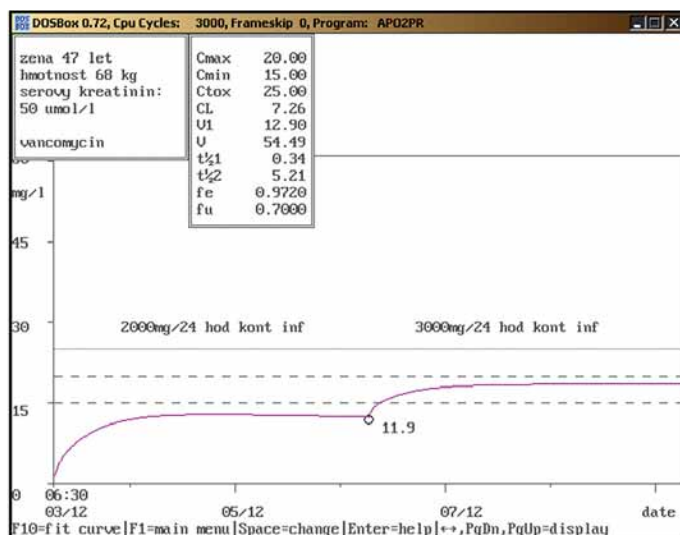 DOSBox 0.72, Cpu Cycles: 3000, Frameskip 0, Program: APO2PR
zena 47 let
hmotnost 68 kg
serovy kreatinin:
50 umol/l
vancomycin
Cmax 20.00
Cmin 15.00
Ctox 25.00
CL 7.26
V1 12.90
V 54.49
t½1 0.34
t½2 5.21
fe 0.9720
fu 0.7000
mg/l
45
30
2000mg/24 hod kont inf 3000mg/24 hod kont inf
15
11.9
0 06:30
03/12 05/12 07/12 date
F10=fit curve|F1=main menu|Space=change|Enter=help|↔,PgDn,PgUp=display